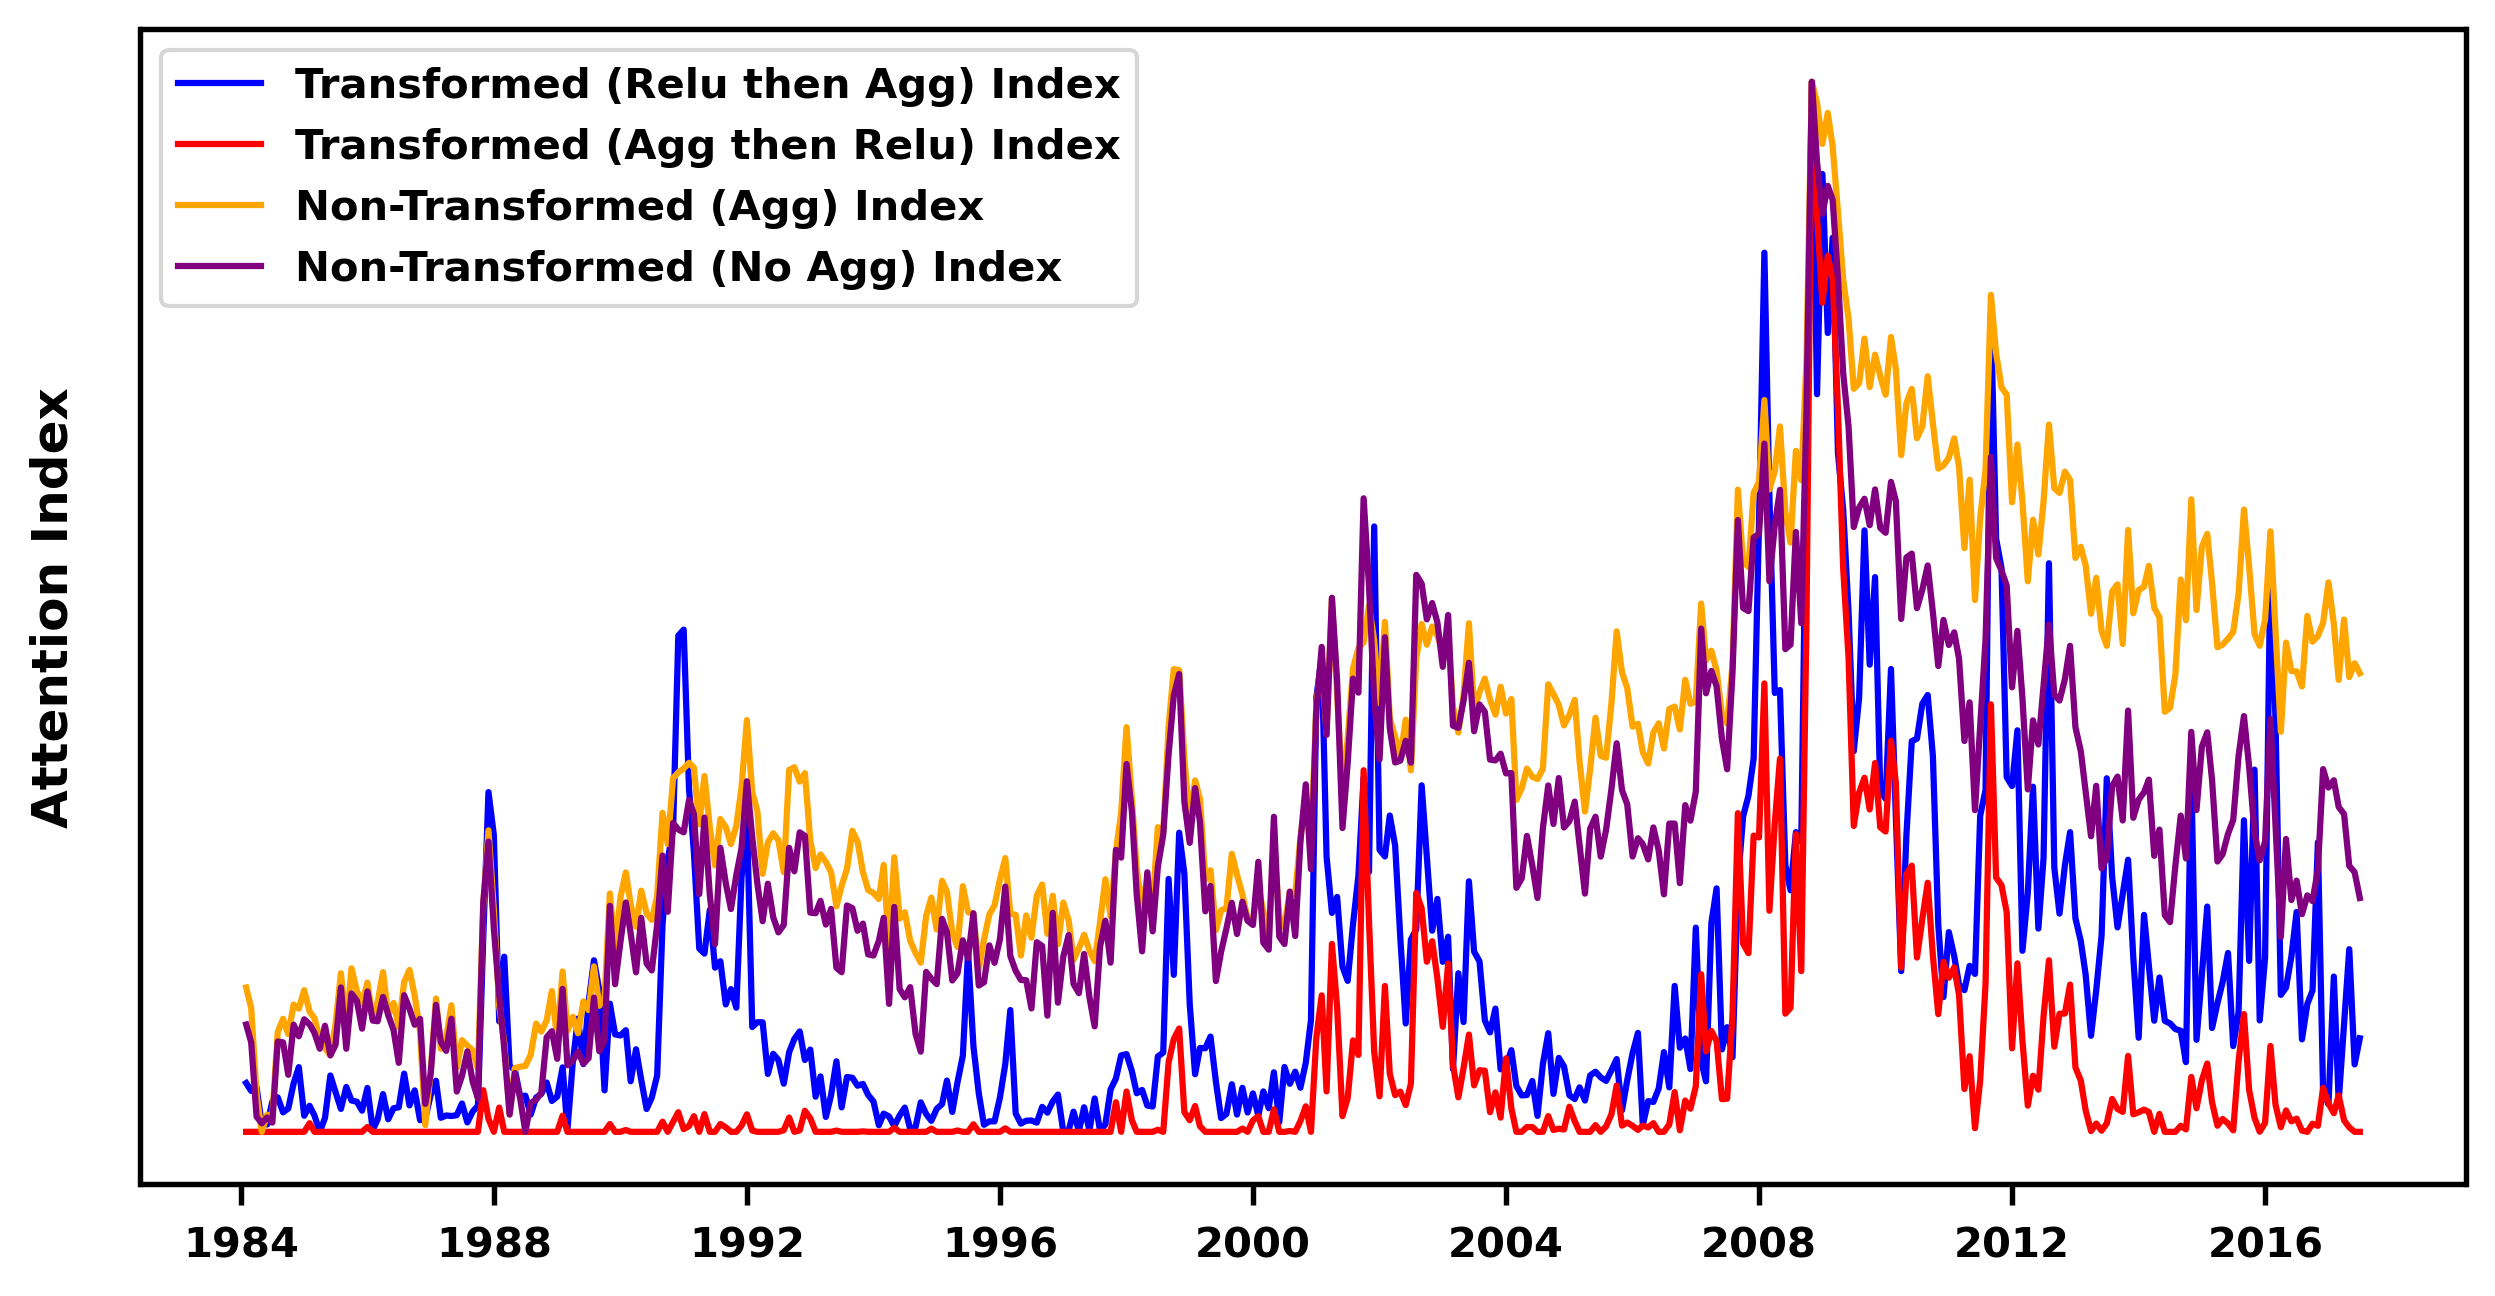 Transformed (Relu then Agg) Index
Transformed (Agg then Relu) Index
Non-Transformed (Agg) Index
Non-Transformed (No Agg) Index
Attention Index
1984 1988 1992 1996 2000 2004 2008 2012 2016